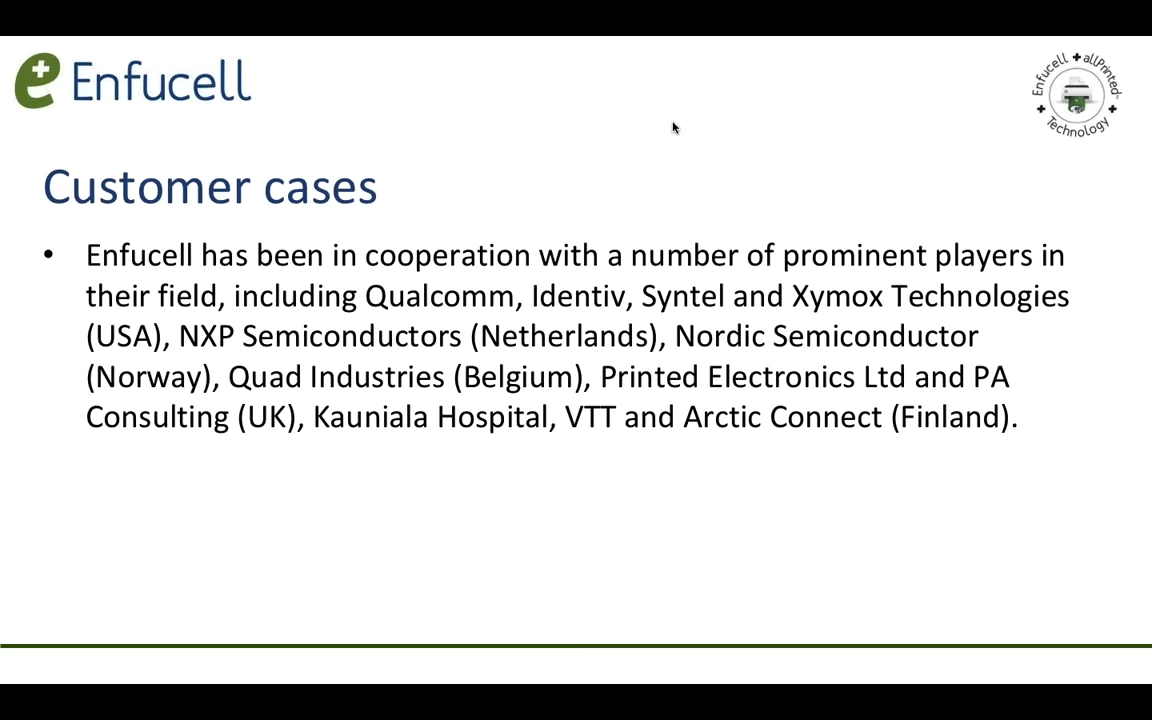 Enfucell
Enfucell + allPrinted™
+ Technology +
Customer cases
• Enfucell has been in cooperation with a number of prominent players in
their field, including Qualcomm, Identiv, Syntel and Xymox Technologies
(USA), NXP Semiconductors (Netherlands), Nordic Semiconductor
(Norway), Quad Industries (Belgium), Printed Electronics Ltd and PA
Consulting (UK), Kauniala Hospital, VTT and Arctic Connect (Finland).